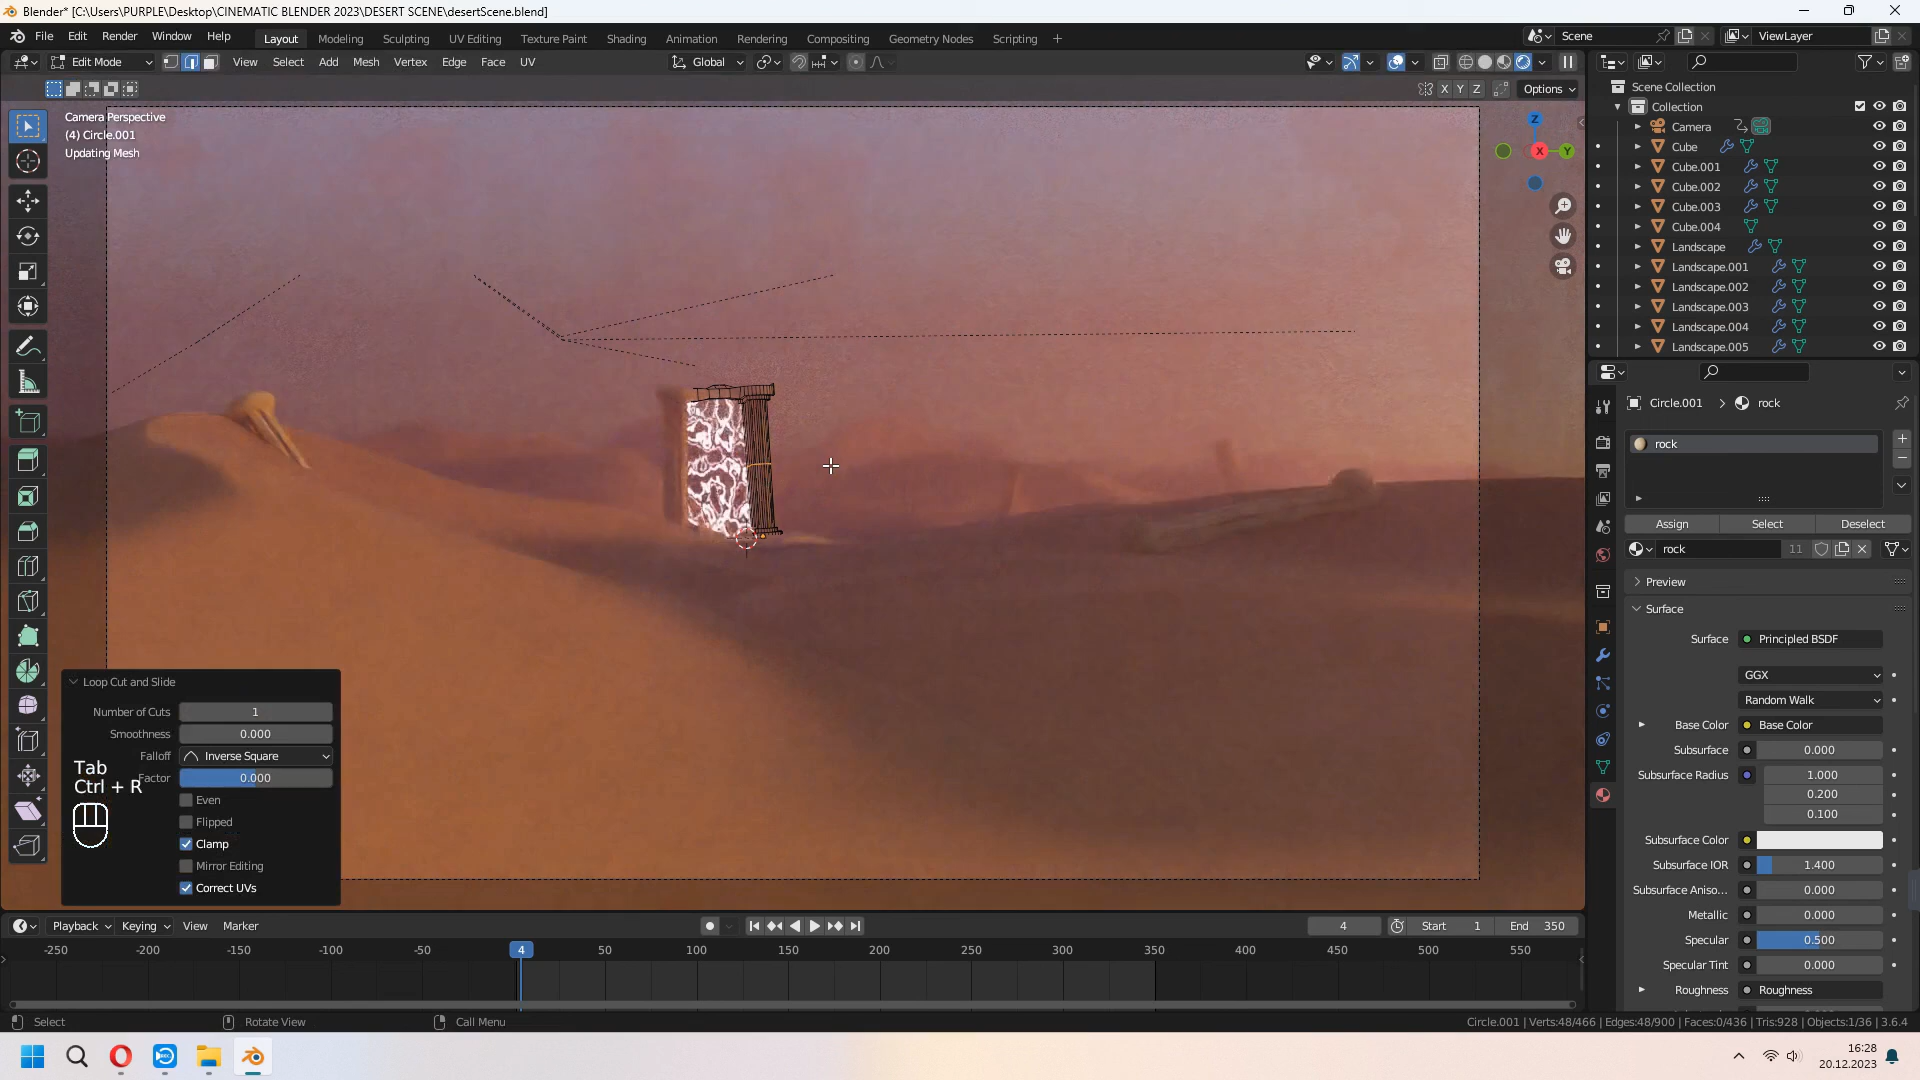 Blender* [C:\Users\PURPLE\Desktop\CINEMATIC BLENDER 2023\DESERT SCENE\desertScene.blend]
File Edit Render Window Help Layout Modeling Sculpting UV Editing Texture Paint Shading Animation Rendering Compositing Geometry Nodes Scripting + Scene ViewLayer
Edit Mode View Select Add Mesh Vertex Edge Face UV Global
X Y Z Options
Camera Perspective
(4) Circle.001
Updating Mesh
Z
X Y
Scene Collection
Collection
Camera
Cube
Cube.001
Cube.002
Cube.003
Cube.004
Landscape
Landscape.001
Landscape.002
Landscape.003
Landscape.004
Landscape.005
Circle.001 > rock
rock
Assign Select Deselect
rock 11
Preview
Surface
Surface Principled BSDF
GGX
Random Walk
Base Color Base Color
Subsurface 0.000
Subsurface Radius 1.000
0.200
0.100
Subsurface Color
Subsurface IOR 1.400
Subsurface Aniso... 0.000
Metallic 0.000
Specular 0.500
Specular Tint 0.000
Roughness Roughness
Loop Cut and Slide
Number of Cuts 1
Smoothness 0.000
Falloff Inverse Square
Factor 0.000
Even
Flipped
Clamp
Mirror Editing
Correct UVs
Tab
Ctrl + R
Playback Keying View Marker 4 Start 1 End 350
-250 -200 -150 -100 -50 4 50 100 150 200 250 300 350 400 450 500 550
Select Rotate View Call Menu Circle.001 | Verts:48/466 | Edges:48/900 | Faces:0/436 | Tris:928 | Objects:1/36 | 3.6.4
16:28
20.12.2023